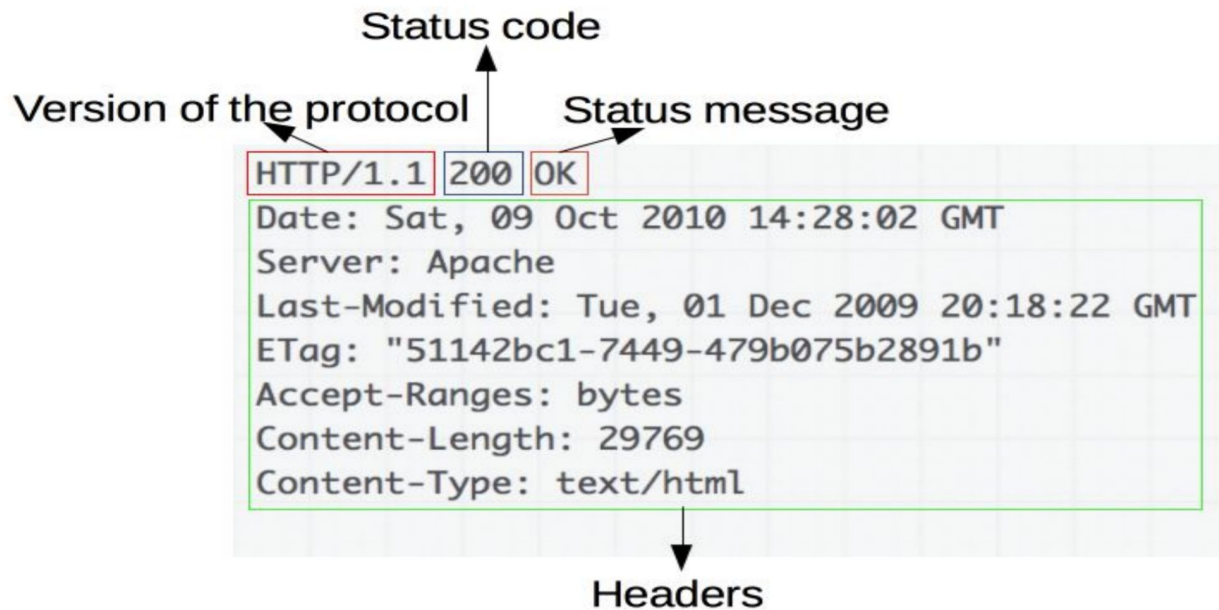 Status code
Version of the protocol
Status message
HTTP/1.1 200 OK
Date: Sat, 09 Oct 2010 14:28:02 GMT
Server: Apache
Last-Modified: Tue, 01 Dec 2009 20:18:22 GMT
ETag: "51142bc1-7449-479b075b2891b"
Accept-Ranges: bytes
Content-Length: 29769
Content-Type: text/html
Headers